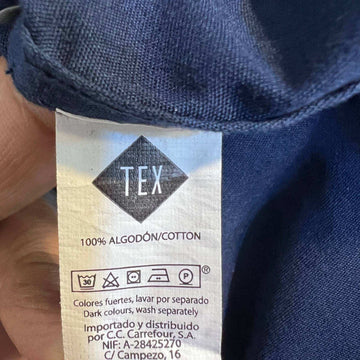 TEX
100% ALGODÓN/COTTON
30 P ®
Colores fuertes, lavar por separado
Dark colours, wash separately
Importado y distribuido
por C.C. Carrefour, S.A.
NIF: A-28425270
C/ Campezo, 16